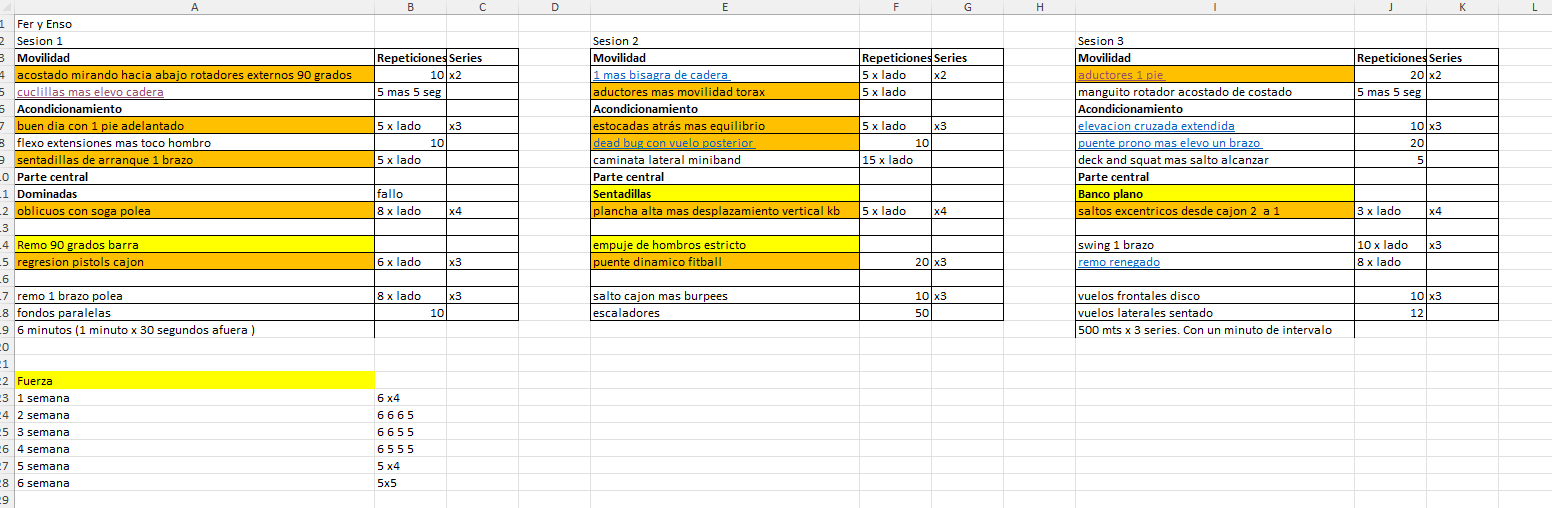 A B C D E F G H I J K L
1 Fer y Enso
2 Sesion 1 Sesion 2 Sesion 3
3 Movilidad Repeticiones Series Movilidad Repeticiones Series Movilidad Repeticiones Series
4 acostado mirando hacia abajo rotadores externos 90 grados 10 x2 1 mas bisagra de cadera 5 x lado x2 aductores 1 pie 20 x2
5 cuclillas mas elevo cadera 5 mas 5 seg aductores mas movilidad torax 5 x lado manguito rotador acostado de costado 5 mas 5 seg
6 Acondicionamiento Acondicionamiento Acondicionamiento
7 buen dia con 1 pie adelantado 5 x lado x3 estocadas atrás mas equilibrio 5 x lado x3 elevacion cruzada extendida 10 x3
8 flexo extensiones mas toco hombro 10 dead bug con vuelo posterior 10 puente prono mas elevo un brazo 20
9 sentadillas de arranque 1 brazo 5 x lado caminata lateral miniband 15 x lado deck and squat mas salto alcanzar 5
10 Parte central Parte central Parte central
11 Dominadas fallo Sentadillas Banco plano
12 oblicuos con soga polea 8 x lado x4 plancha alta mas desplazamiento vertical kb 5 x lado x4 saltos excentricos desde cajon 2 a 1 3 x lado x4
13
14 Remo 90 grados barra empuje de hombros estricto swing 1 brazo 10 x lado x3
15 regresion pistols cajon 6 x lado x3 puente dinamico fitball 20 x3 remo renegado 8 x lado
16
17 remo 1 brazo polea 8 x lado x3 salto cajon mas burpees 10 x3 vuelos frontales disco 10 x3
18 fondos paralelas 10 escaladores 50 vuelos laterales sentado 12
19 6 minutos (1 minuto x 30 segundos afuera ) 500 mts x 3 series. Con un minuto de intervalo
20
21
22 Fuerza
23 1 semana 6 x4
24 2 semana 6 6 6 5
25 3 semana 6 6 5 5
26 4 semana 6 5 5 5
27 5 semana 5 x4
28 6 semana 5x5
29